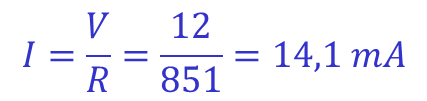 I = V/R = 12/851 = 14,1 mA